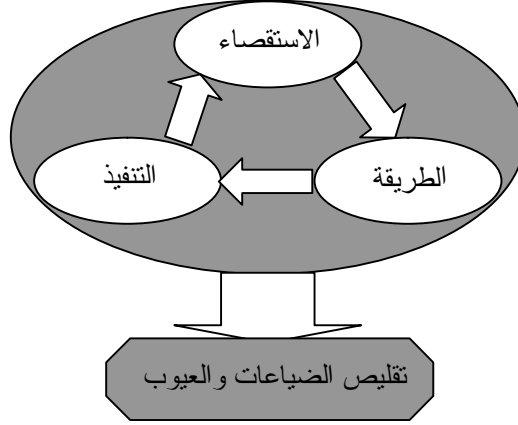 الاستقصاء
الطريقة
التنفيذ
تقليص الضياعات والعيوب